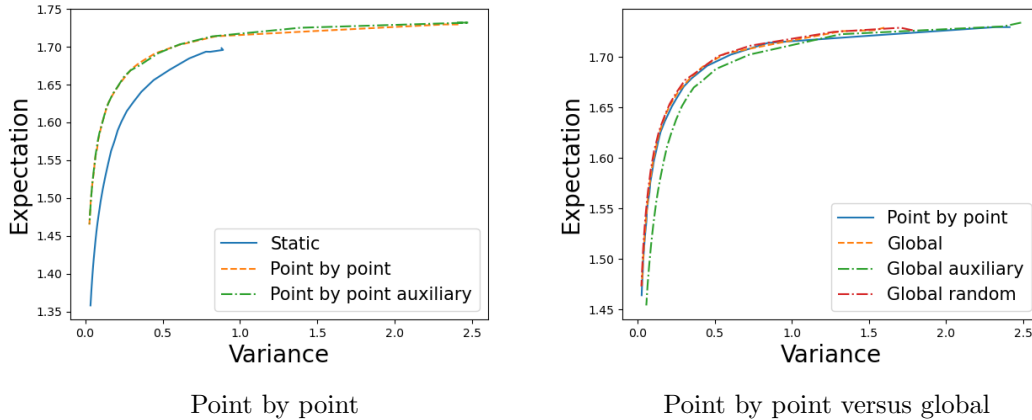 1.75
1.70
1.65
1.60
1.55
1.50
1.45
1.40
1.35
Expectation
0.0 0.5 1.0 1.5 2.0 2.5
Variance
Static
Point by point
Point by point auxiliary
Point by point
1.70
1.65
1.60
1.55
1.50
1.45
Expectation
0.0 0.5 1.0 1.5 2.0 2.5
Variance
Point by point
Global
Global auxiliary
Global random
Point by point versus global